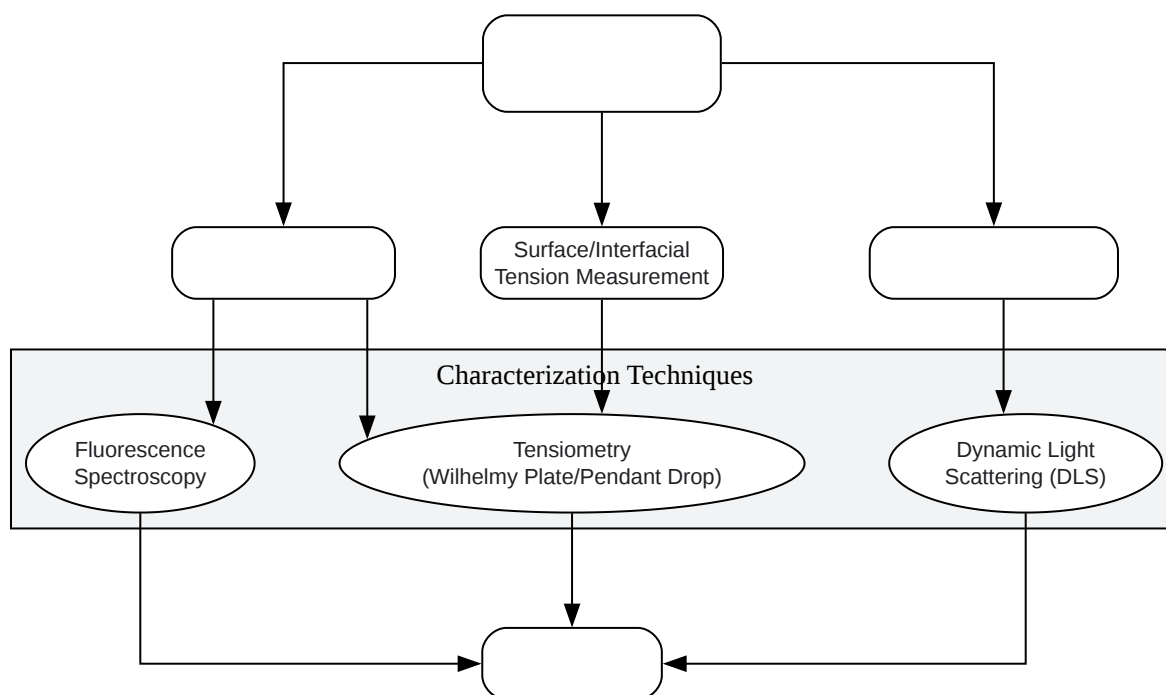 Surface/Interfacial
Tension Measurement
Characterization Techniques
Fluorescence
Spectroscopy
Tensiometry
(Wilhelmy Plate/Pendant Drop)
Dynamic Light
Scattering (DLS)